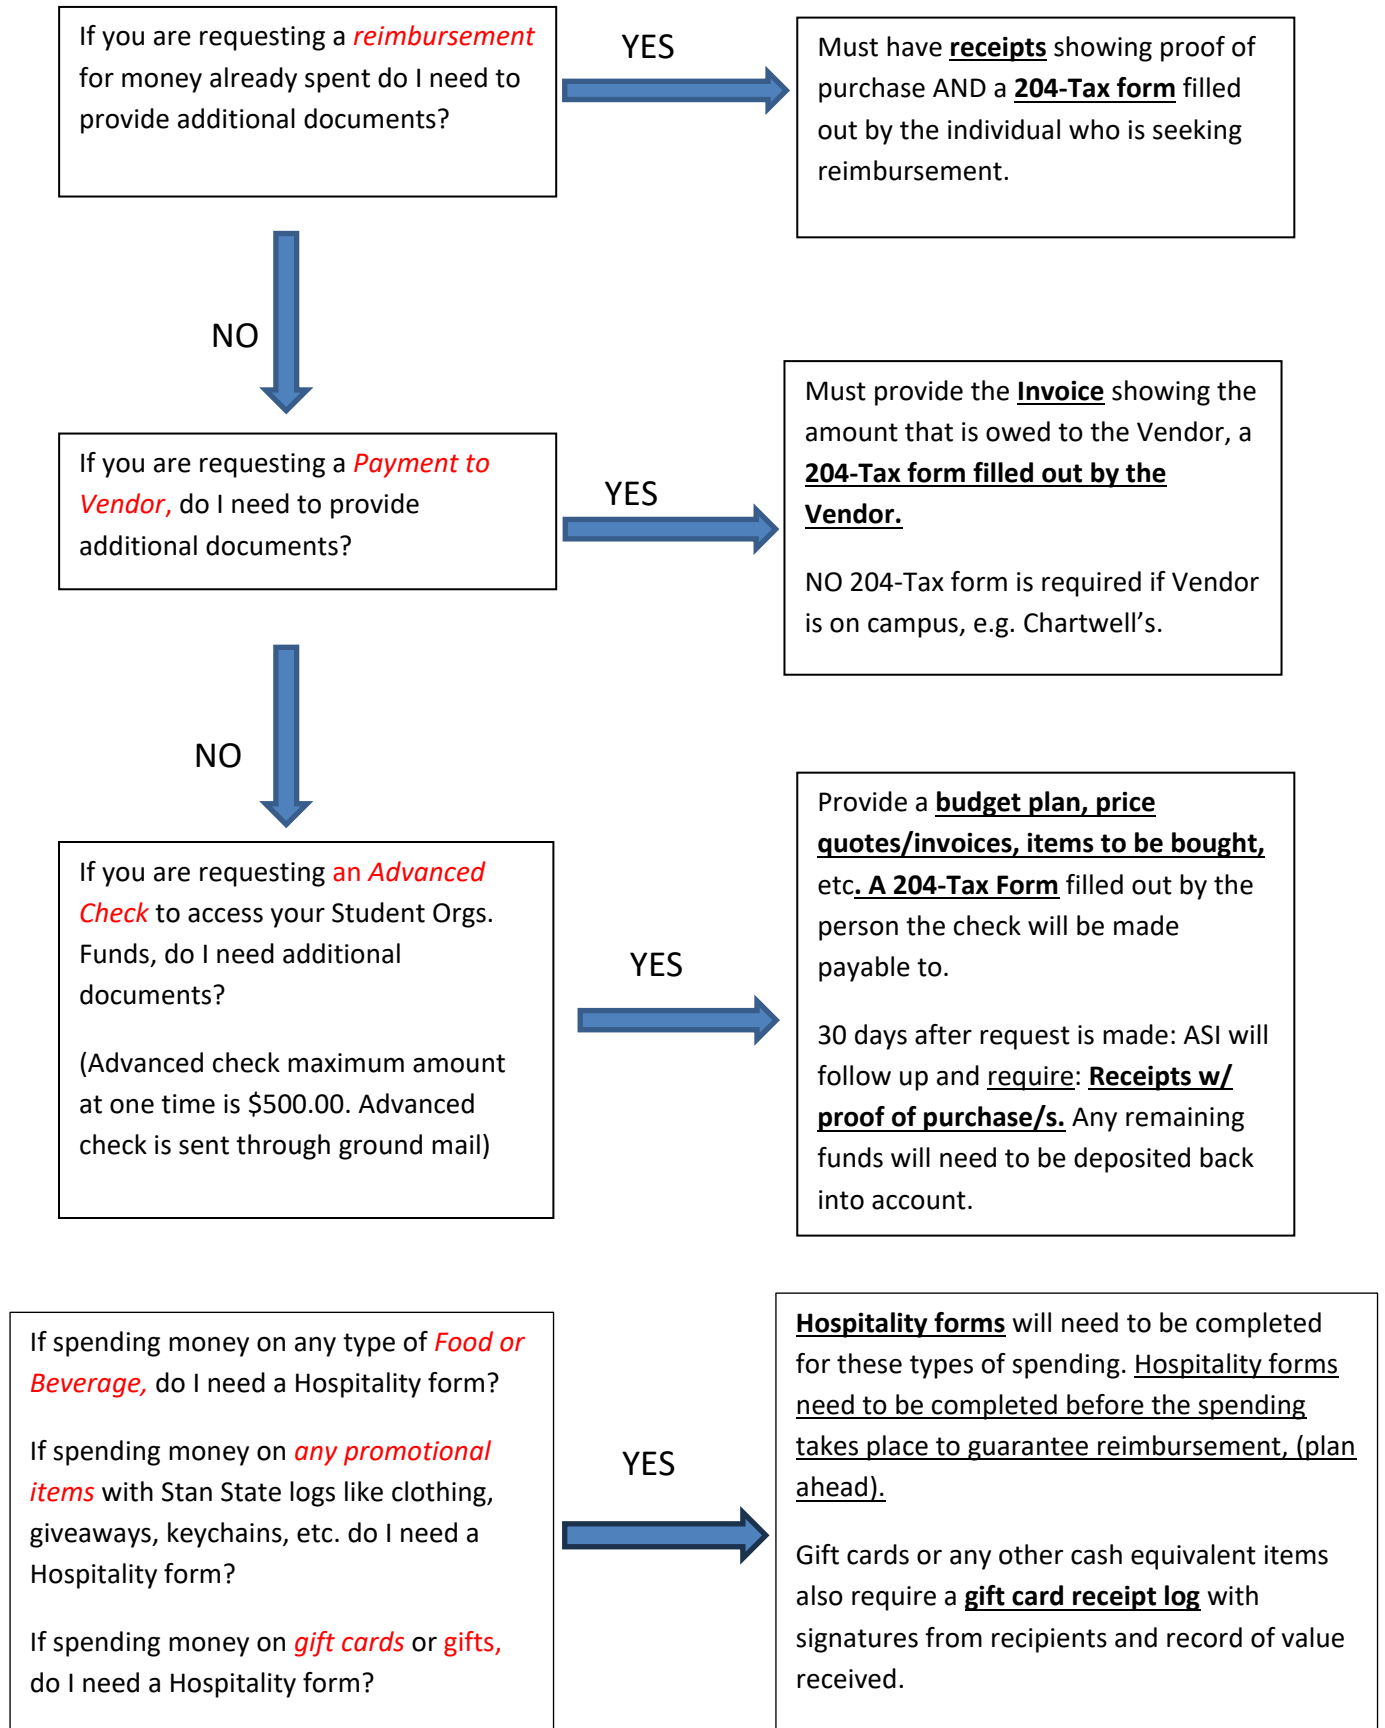 If you are requesting a reimbursement
for money already spent do I need to
provide additional documents?
YES
Must have receipts showing proof of
purchase AND a 204-Tax form filled
out by the individual who is seeking
reimbursement.
NO
If you are requesting a Payment to
Vendor, do I need to provide
additional documents?
YES
Must provide the Invoice showing the
amount that is owed to the Vendor, a
204-Tax form filled out by the
Vendor.
NO 204-Tax form is required if Vendor
is on campus, e.g. Chartwell’s.
NO
If you are requesting an Advanced
Check to access your Student Orgs.
Funds, do I need additional
documents?
(Advanced check maximum amount
at one time is $500.00. Advanced
check is sent through ground mail)
YES
Provide a budget plan, price
quotes/invoices, items to be bought,
etc. A 204-Tax Form filled out by the
person the check will be made
payable to.
30 days after request is made: ASI will
follow up and require: Receipts w/
proof of purchase/s. Any remaining
funds will need to be deposited back
into account.
If spending money on any type of Food or
Beverage, do I need a Hospitality form?
If spending money on any promotional
items with Stan State logs like clothing,
giveaways, keychains, etc. do I need a
Hospitality form?
If spending money on gift cards or gifts,
do I need a Hospitality form?
YES
Hospitality forms will need to be completed
for these types of spending. Hospitality forms
need to be completed before the spending
takes place to guarantee reimbursement, (plan
ahead).
Gift cards or any other cash equivalent items
also require a gift card receipt log with
signatures from recipients and record of value
received.